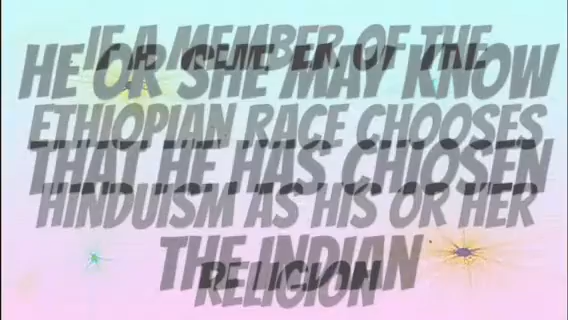 IF A MEMBER OF THE
HE OR SHE MAY KNOW
ETHIOPIAN RACE CHOOSES
THAT HE HAS CHOSEN
HINDUISM AS HIS OR HER
THE INDIAN
RELIGION